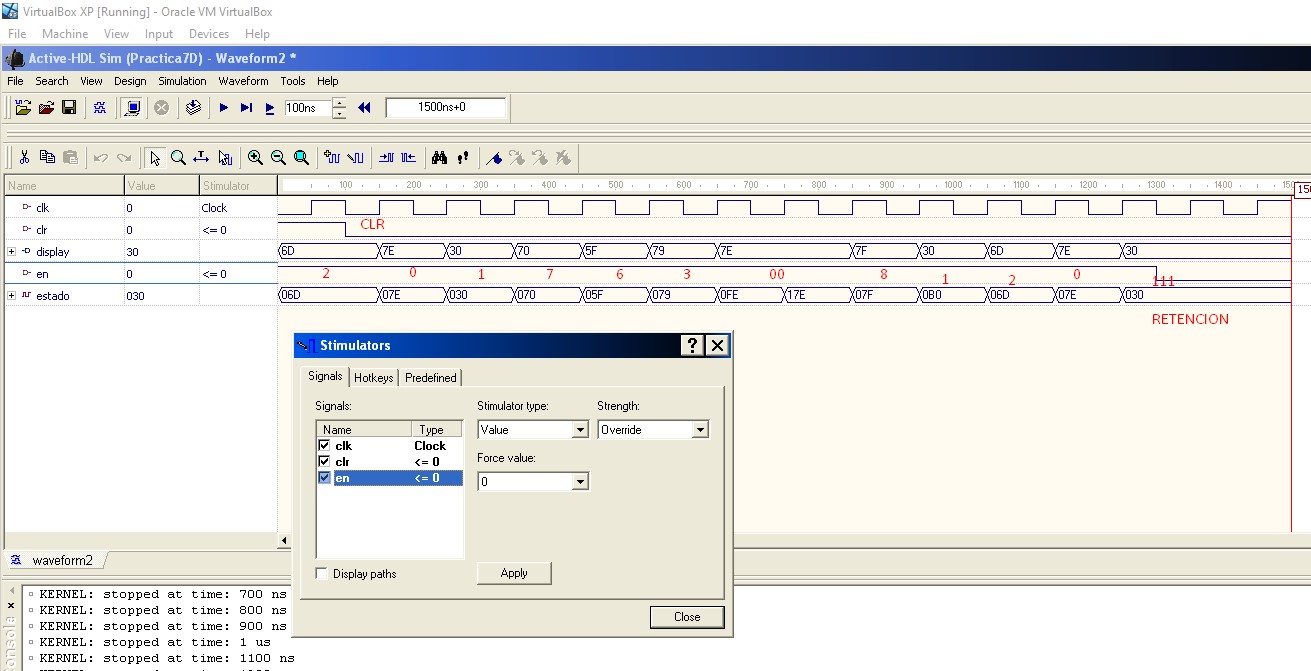 VirtualBox XP [Running] - Oracle VM VirtualBox
File Machine View Input Devices Help
Active-HDL Sim (Practica7D) - Waveform2 *
File Search View Design Simulation Waveform Tools Help
100ns 1500ns+0
Name Value Stimulator 100 200 300 400 500 600 700 800 900 1000 1100 1200 1300 1400
clk 0 Clock
clr 0 <= 0 CLR
display 30 6D 7E 30 70 5F 79 7E 7F 30 6D 7E 30
en 0 <= 0 2 0 1 7 6 3 00 8 1 2 0 111
estado 030 06D 07E 030 070 05F 079 0FE 17E 07F 0B0 06D 07E 030
RETENCION
Stimulators
Signals Hotkeys Predefined
Signals: Stimulator type: Strength:
Name Type Value Override
clk Clock
clr <= 0 Force value:
en <= 0 0
Display paths Apply
Close
waveform2
KERNEL: stopped at time: 700 ns
KERNEL: stopped at time: 800 ns
KERNEL: stopped at time: 900 ns
KERNEL: stopped at time: 1 us
KERNEL: stopped at time: 1100 ns